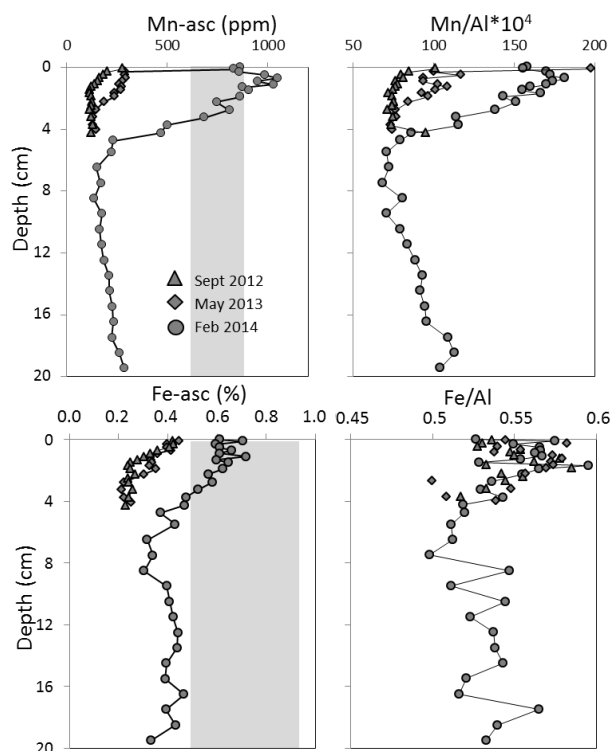 Mn-asc (ppm)
0 500 1000
Mn/Al*10⁴
50 100 150 200
0
4
8
12
16
20
Depth (cm)
Sept 2012
May 2013
Feb 2014
Fe-asc (%)
0.0 0.2 0.4 0.6 0.8 1.0
Fe/Al
0.45 0.5 0.55 0.6
0
4
8
12
16
20
Depth (cm)